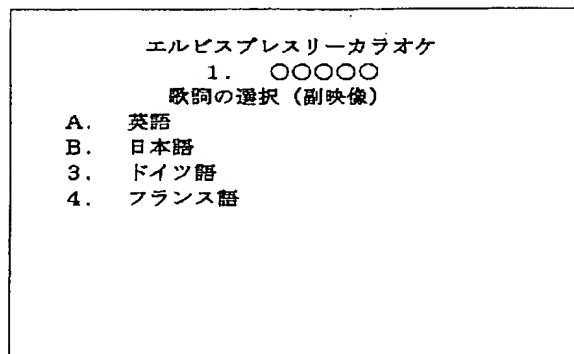 エルビスプレスリーカラオケ
1. ○○○○○
歌詞の選択(副映像)
A. 英語
B. 日本語
3. ドイツ語
4. フランス語